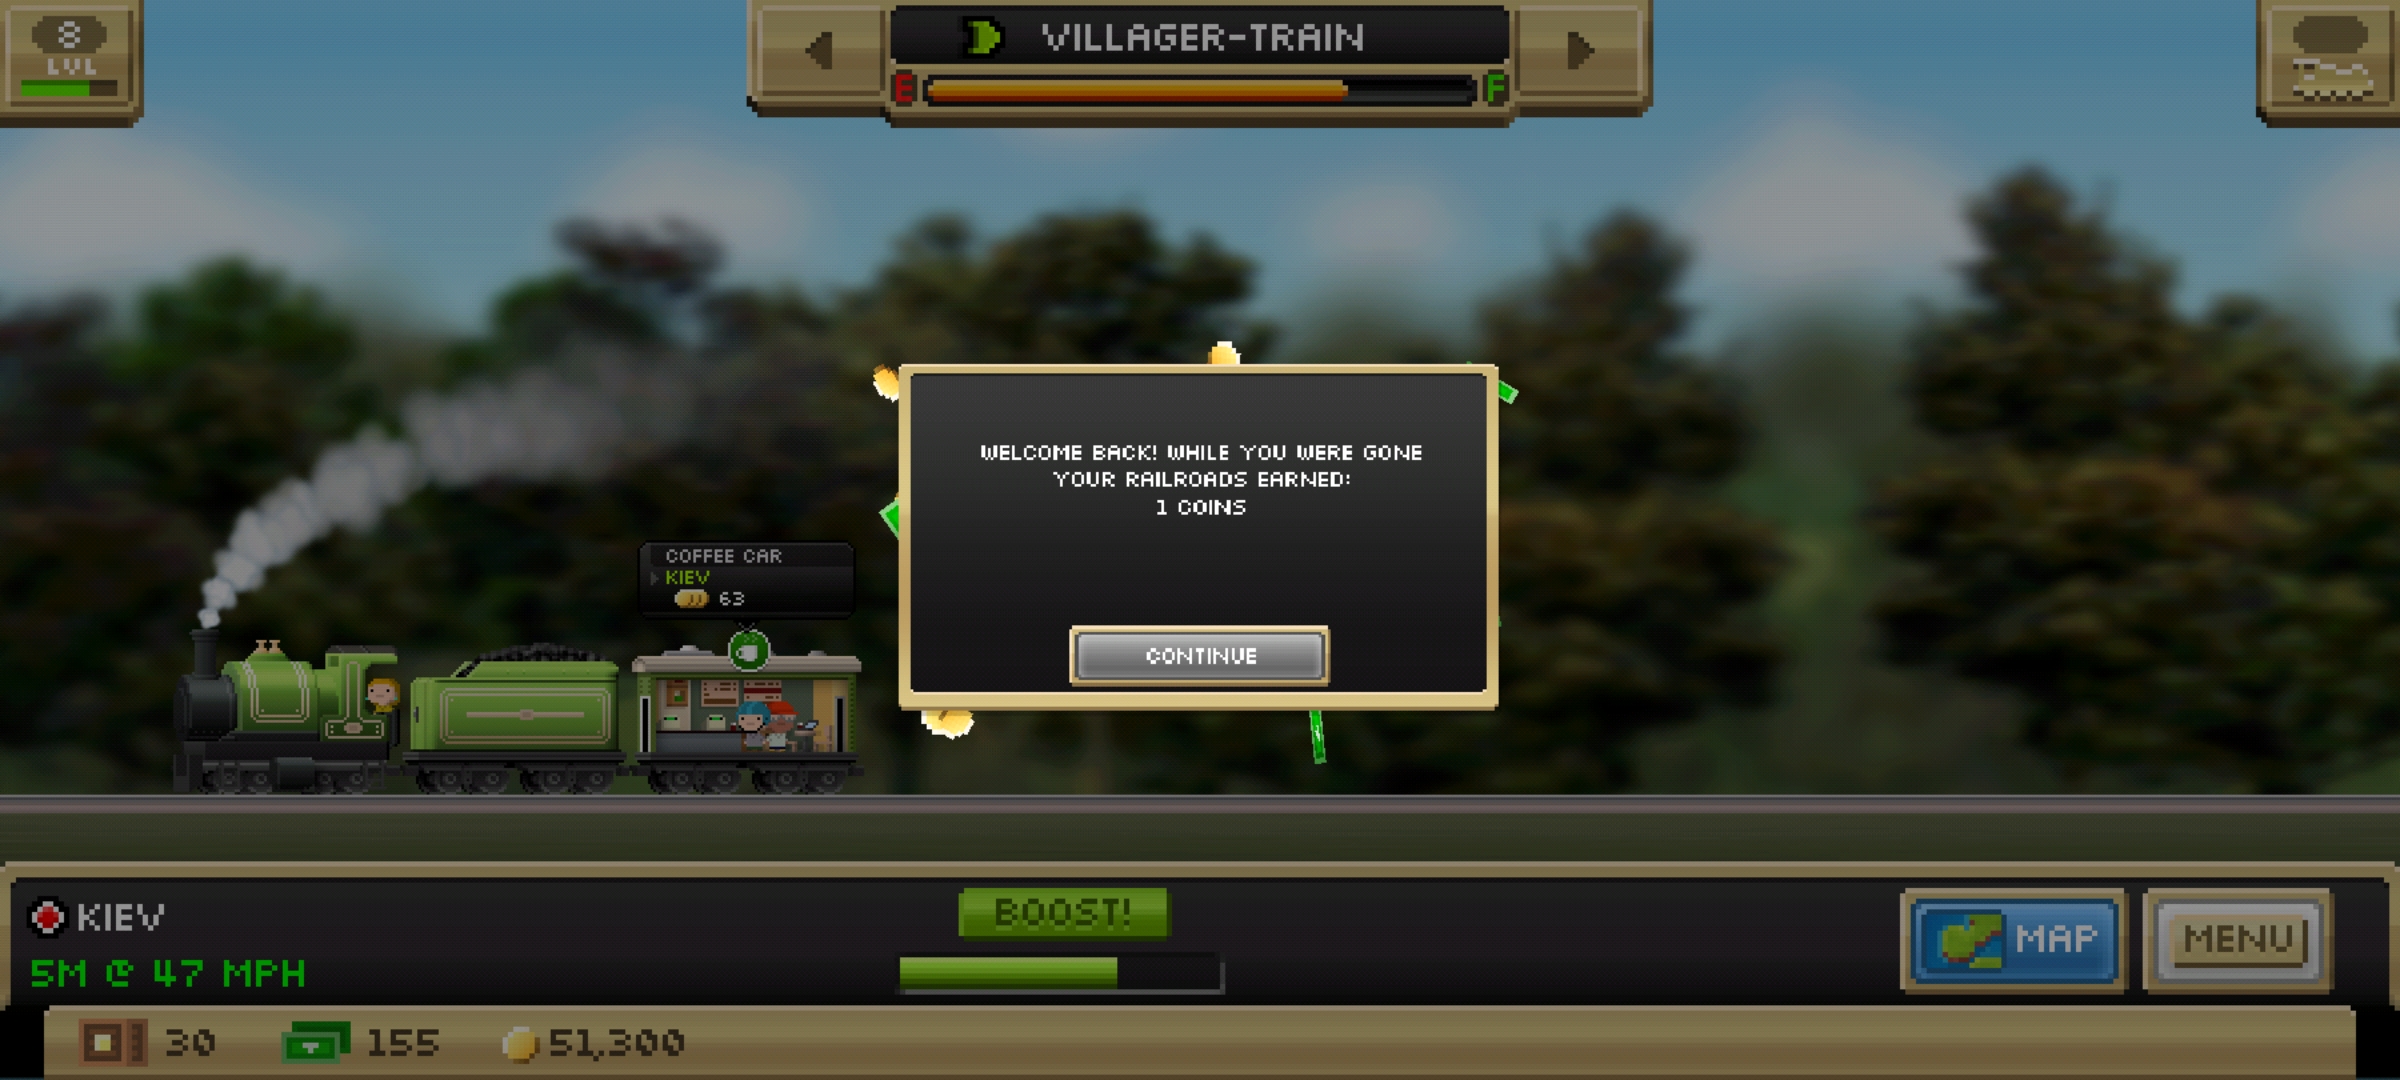 8
LVL
VILLAGER-TRAIN
E
F
WELCOME BACK! WHILE YOU WERE GONE
YOUR RAILROADS EARNED:
1 COINS
CONTINUE
COFFEE CAR
KIEV
63
KIEV
5M @ 47 MPH
BOOST!
MAP
MENU
30
155
51,300